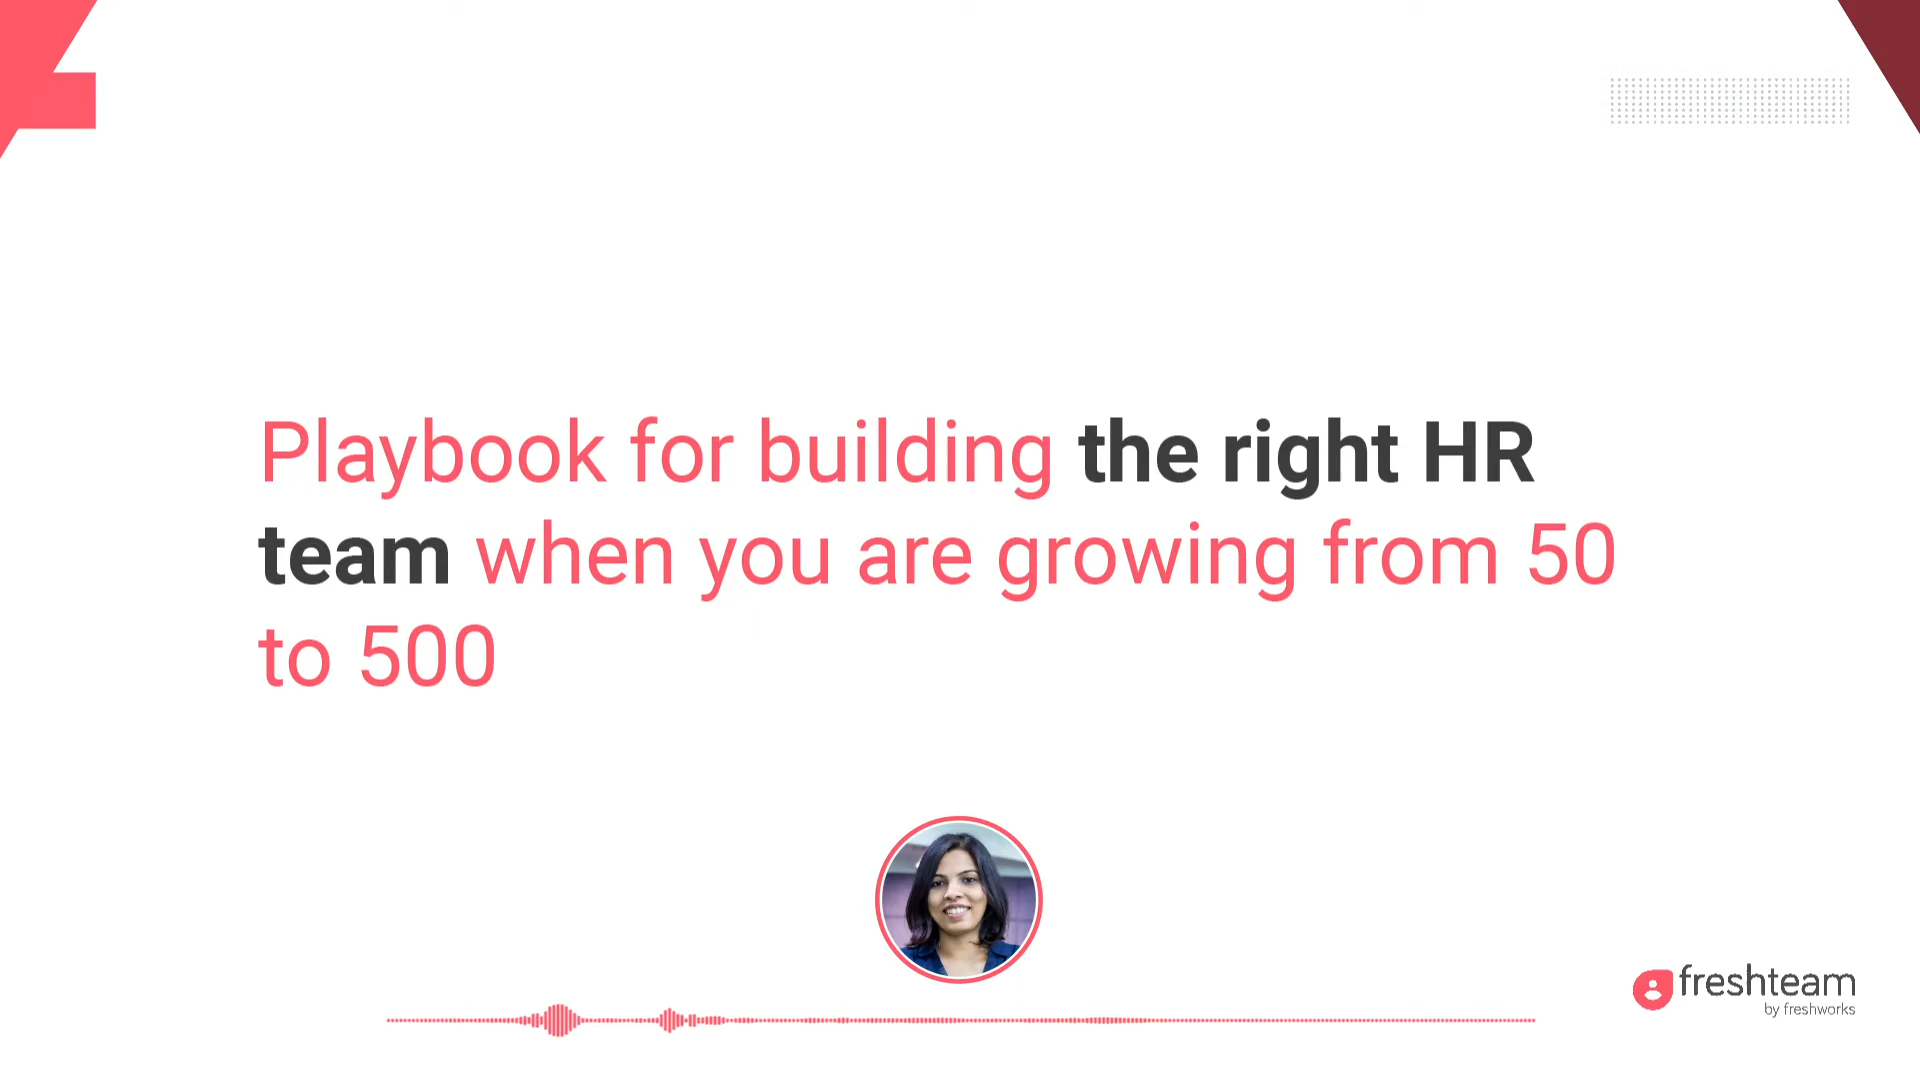 Playbook for building the right HR
team when you are growing from 50
to 500
freshteam
by freshworks